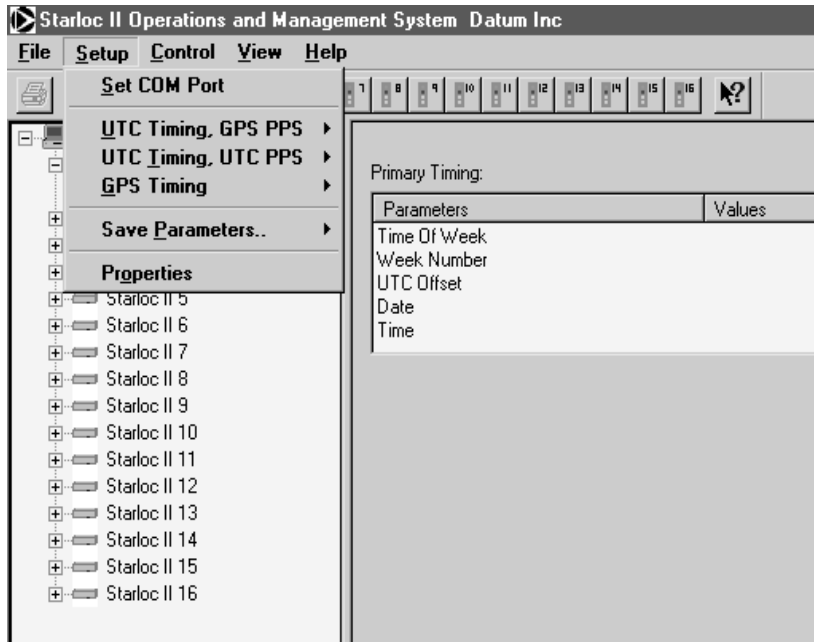 Starloc II Operations and Management System  Datum Inc
File Setup Control View Help
7 8 9 10 11 12 13 14 15 16
Set COM Port
UTC Timing, GPS PPS
UTC Timing, UTC PPS
GPS Timing
Save Parameters..
Properties
Starloc II 5
Starloc II 6
Starloc II 7
Starloc II 8
Starloc II 9
Starloc II 10
Starloc II 11
Starloc II 12
Starloc II 13
Starloc II 14
Starloc II 15
Starloc II 16
Primary Timing:
Parameters Values
Time Of Week
Week Number
UTC Offset
Date
Time